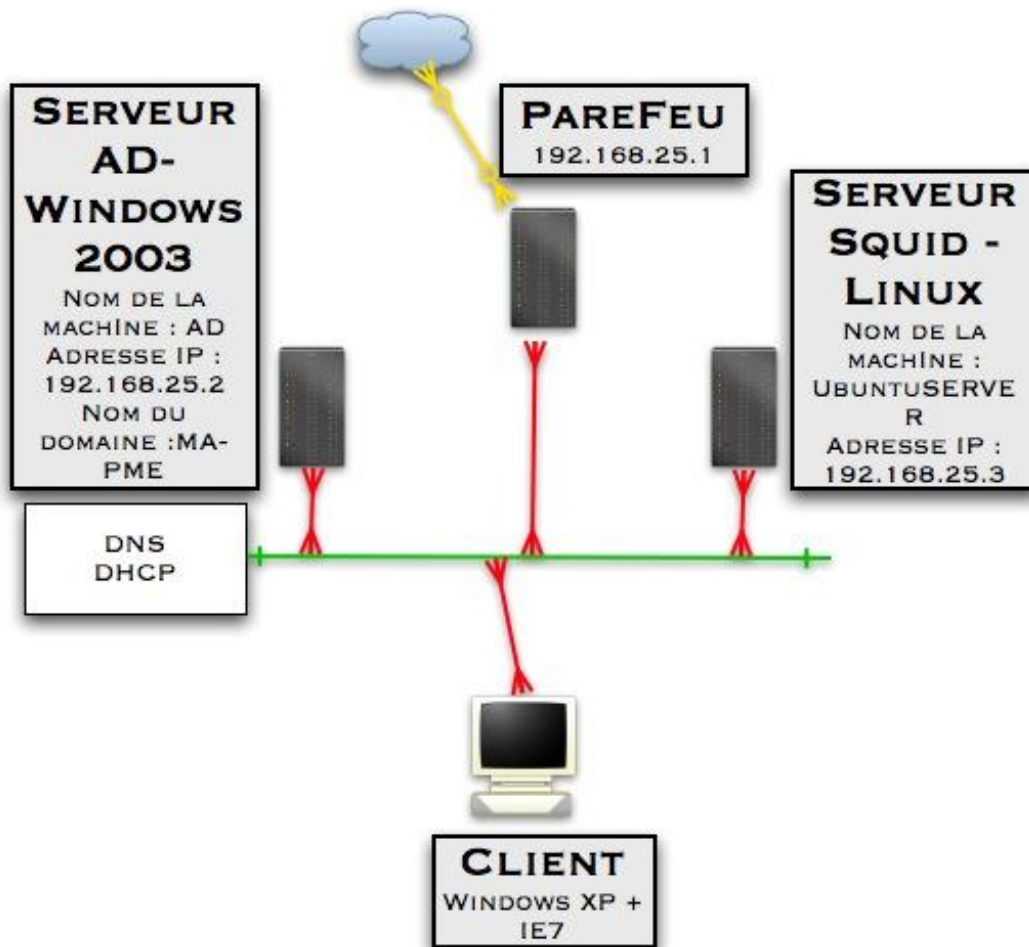 PAREFEU
192.168.25.1
SERVEUR
AD-
WINDOWS
2003
NOM DE LA
MACHINE : AD
ADRESSE IP :
192.168.25.2
NOM DU
DOMAINE :MA-
PME
SERVEUR
SQUID -
LINUX
NOM DE LA
MACHINE :
UBUNTUSERVE
R
ADRESSE IP :
192.168.25.3
DNS
DHCP
CLIENT
WINDOWS XP +
IE7